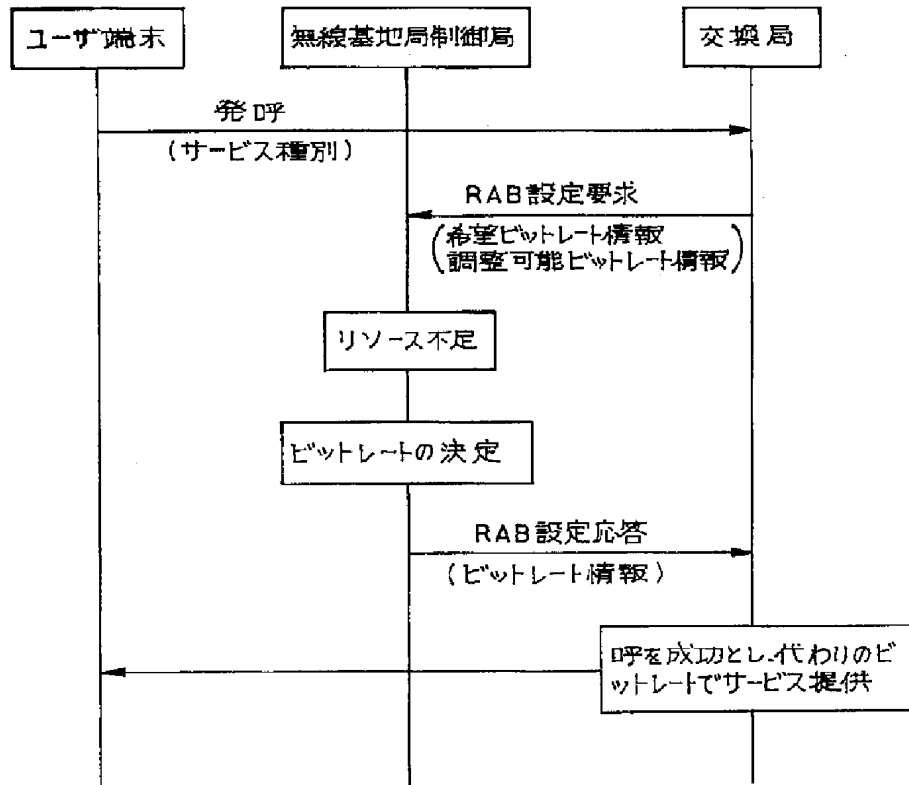 ユーザ端末
無線基地局制御局
交換局
発呼
(サービス種別)
RAB設定要求
(希望ビットレート情報
調整可能ビットレート情報)
リソース不足
ビットレートの決定
RAB設定応答
(ビットレート情報)
呼を成功とし、代わりのビ
ットレートでサービス提供